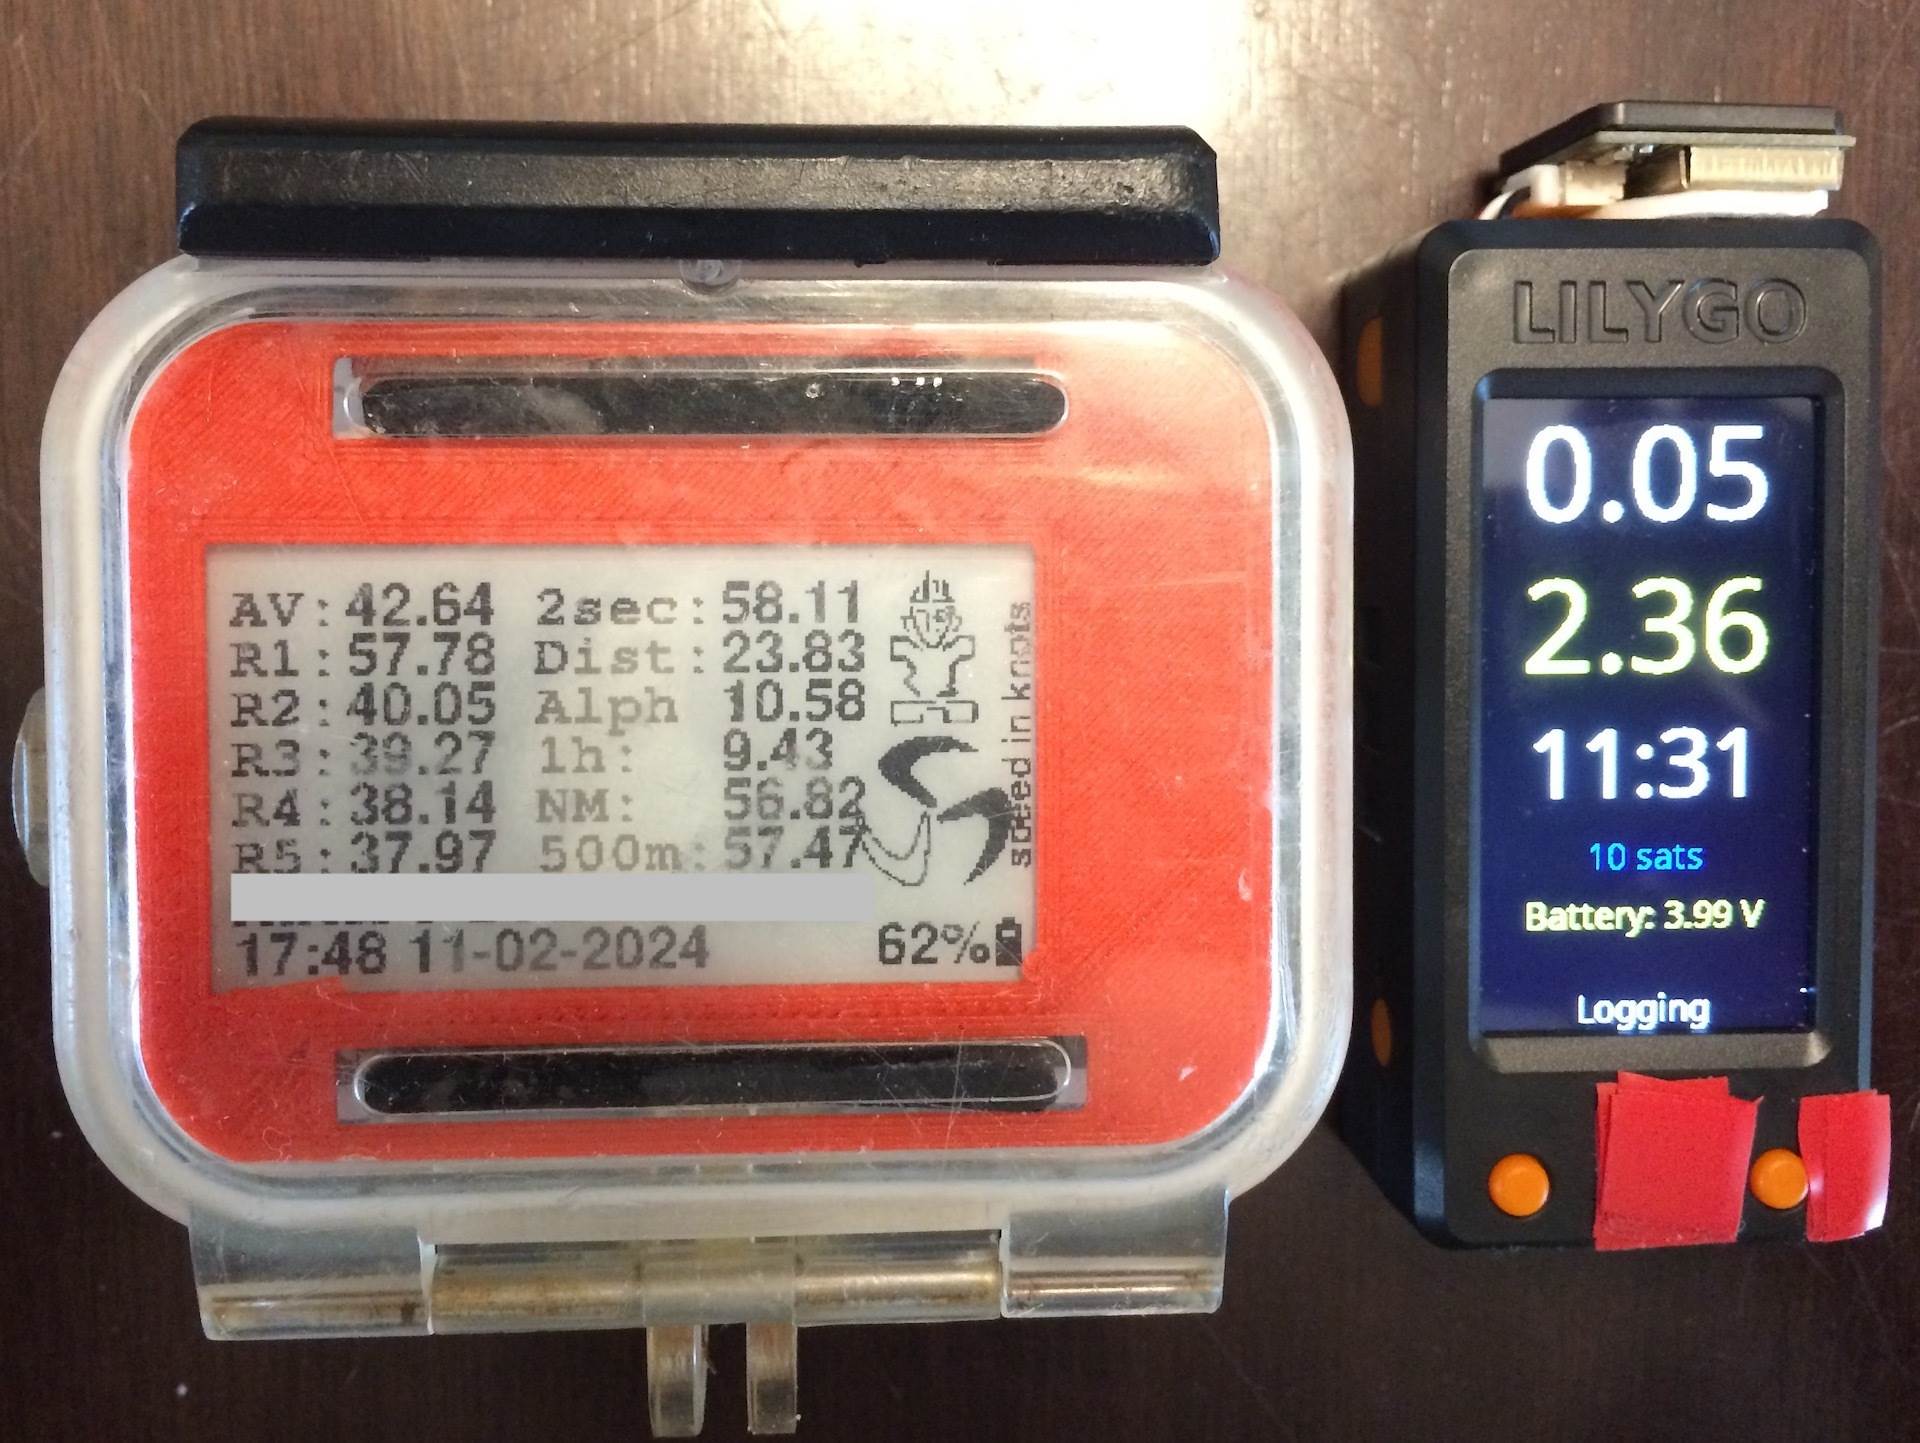 AV: 42.64 2sec: 58.11
R1: 57.78 Dist: 23.83
R2: 40.05 Alph 10.58
R3: 39.27 1h: 9.43
R4: 38.14 NM: 56.82
R5: 37.97 500m: 57.47
speed in knots
17:48 11-02-2024 62%
LILYGO
0.05
2.36
11:31
10 sats
Battery: 3.99 V
Logging